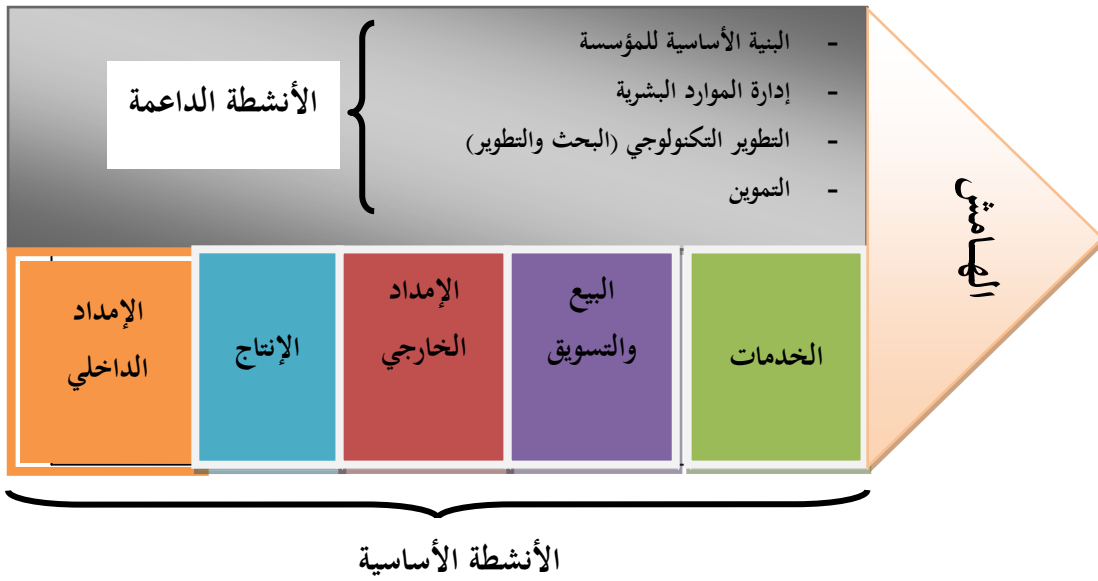 - البنية الأساسية للمؤسسة
- إدارة الموارد البشرية
- التطوير التكنولوجي (البحث والتطوير)
- التموين
الأنشطة الداعمة
الهامش
الخدمات
البيع
والتسويق
الإمداد
الخارجي
الإنتاج
الإمداد
الداخلي
الأنشطة الأساسية